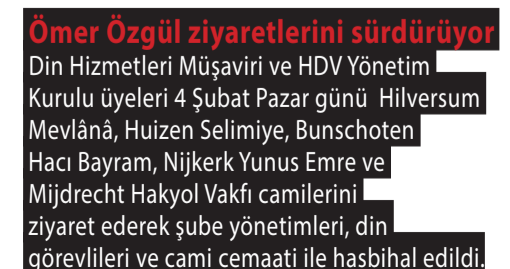 Ömer Özgül ziyaretlerini sürdürüyor
Din Hizmetleri Müşaviri ve HDV Yönetim
Kurulu üyeleri 4 Şubat Pazar günü Hilversum
Mevlânâ, Huizen Selimiye, Bunschoten
Hacı Bayram, Nijkerk Yunus Emre ve
Mijdrecht Hakyol Vakfı camilerini
ziyaret ederek şube yönetimleri, din
görevlileri ve cami cemaati ile hasbihal edildi.